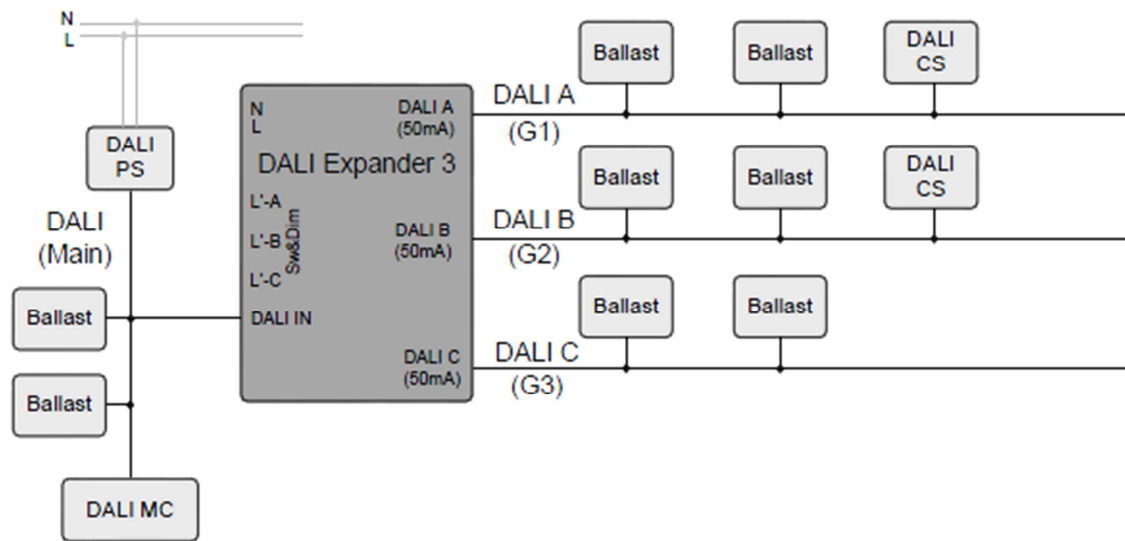 N
L
DALI
PS
DALI
(Main)
Ballast
Ballast
DALI MC
N
L
DALI A
(50mA)
DALI Expander 3
L'-A
L'-B
L'-C
Sw&Dim
DALI B
(50mA)
DALI IN
DALI C
(50mA)
DALI A
(G1)
Ballast
Ballast
DALI
CS
DALI B
(G2)
Ballast
Ballast
DALI
CS
DALI C
(G3)
Ballast
Ballast